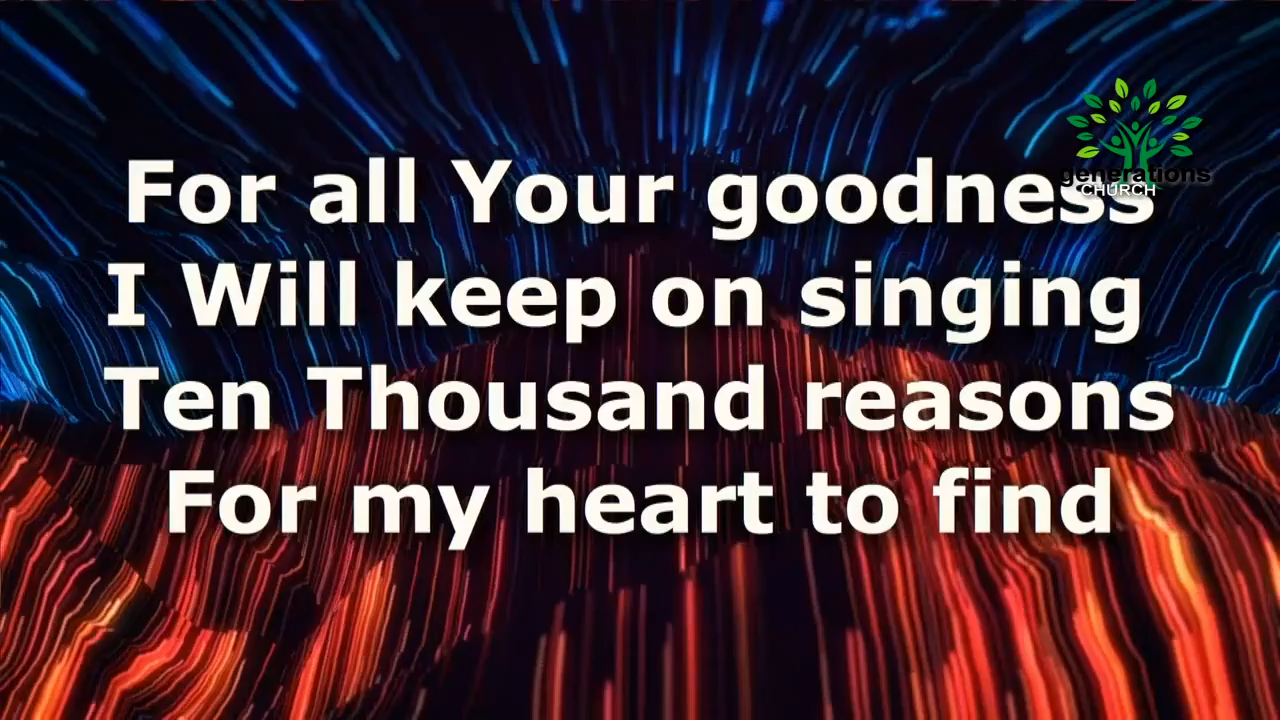 For all Your goodness
I Will keep on singing
Ten Thousand reasons
For my heart to find
generations
CHURCH